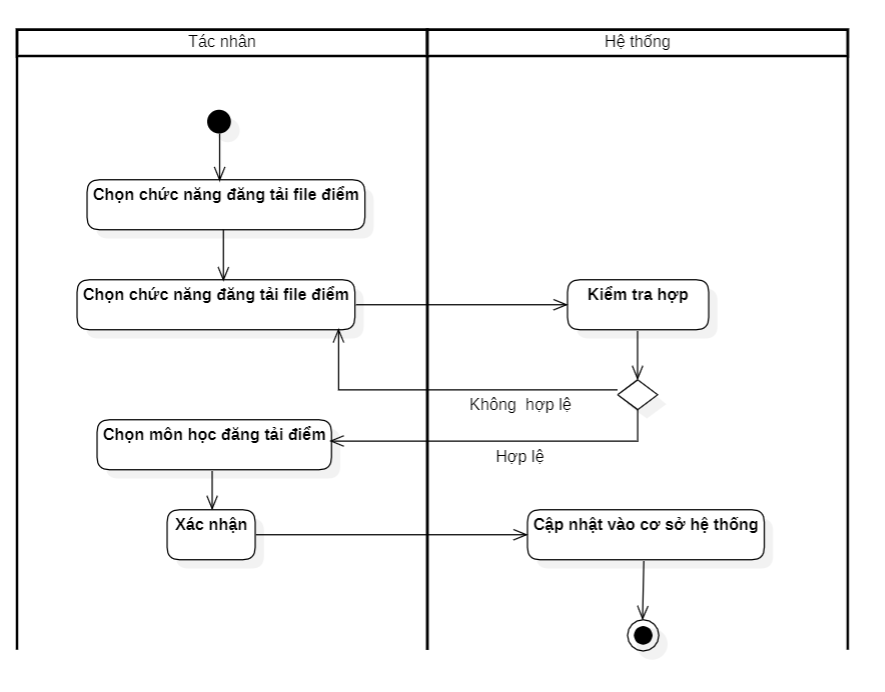 Tác nhân
Hệ thống
Chọn chức năng đăng tải file điểm
Chọn chức năng đăng tải file điểm
Kiểm tra hợp
Không hợp lệ
Chọn môn học đăng tải điểm
Hợp lệ
Xác nhận
Cập nhật vào cơ sở hệ thống